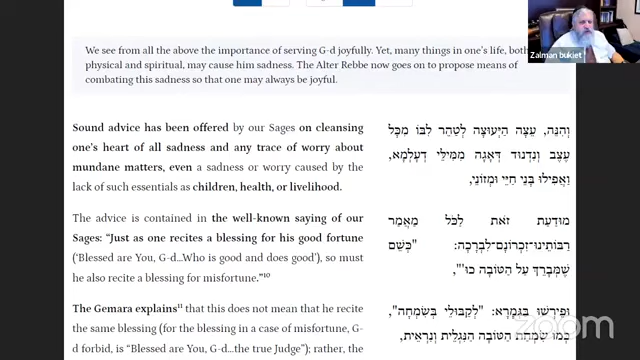 We see from all the above the importance of serving G-d joyfully. Yet, many things in one's life, both
physical and spiritual, may cause him sadness. The Alter Rebbe now goes on to propose means of
combating this sadness so that one may always be joyful.
Zalman bukiet
Sound advice has been offered by our Sages on cleansing
one's heart of all sadness and any trace of worry about
mundane matters, even a sadness or worry caused by the
lack of such essentials as children, health, or livelihood.
וְהִנֵּה, עֵצָה הַיְעוּצָה לְטַהֵר לִבּוֹ מִכָּל
עֶצֶב וְנִדְנוּד דְּאָגָה מִמִּילֵי דְעָלְמָא,
וַאֲפִילוּ בָּנֵי חַיֵּי וּמְזוֹנֵי,
The advice is contained in the well-known saying of our
Sages: "Just as one recites a blessing for his good fortune
('Blessed are You, G-d...Who is good and does good'), so must
he also recite a blessing for misfortune."10
מוּדַעַת זֹאת לַכֹּל מַאֲמַר
רַבּוֹתֵינוּ־זִכְרוֹנָם־לִבְרָכָה: "כְּשֵׁם
שֶׁמְּבָרֵךְ עַל הַטּוֹבָה כוּ'",
The Gemara explains11 that this does not mean that he recite
the same blessing (for the blessing in a case of misfortune, G-
d forbid, is "Blessed are You, G-d...the true Judge"); rather, the
וּפֵירְשׁוּ בַּגְּמָרָא: "לְקַבּוּלֵי בְּשִׂמְחָה",
כְּמוֹ שִׂמְחַת הַטּוֹבָה הַנִּגְלֵית וְנִרְאֵית,
zoom